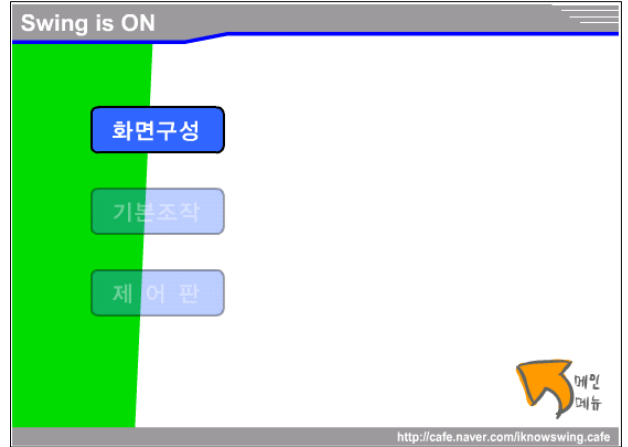 Swing is ON
화면구성
기본조작
제 어 판
메인
메뉴
http://cafe.naver.com/iknowswing.cafe